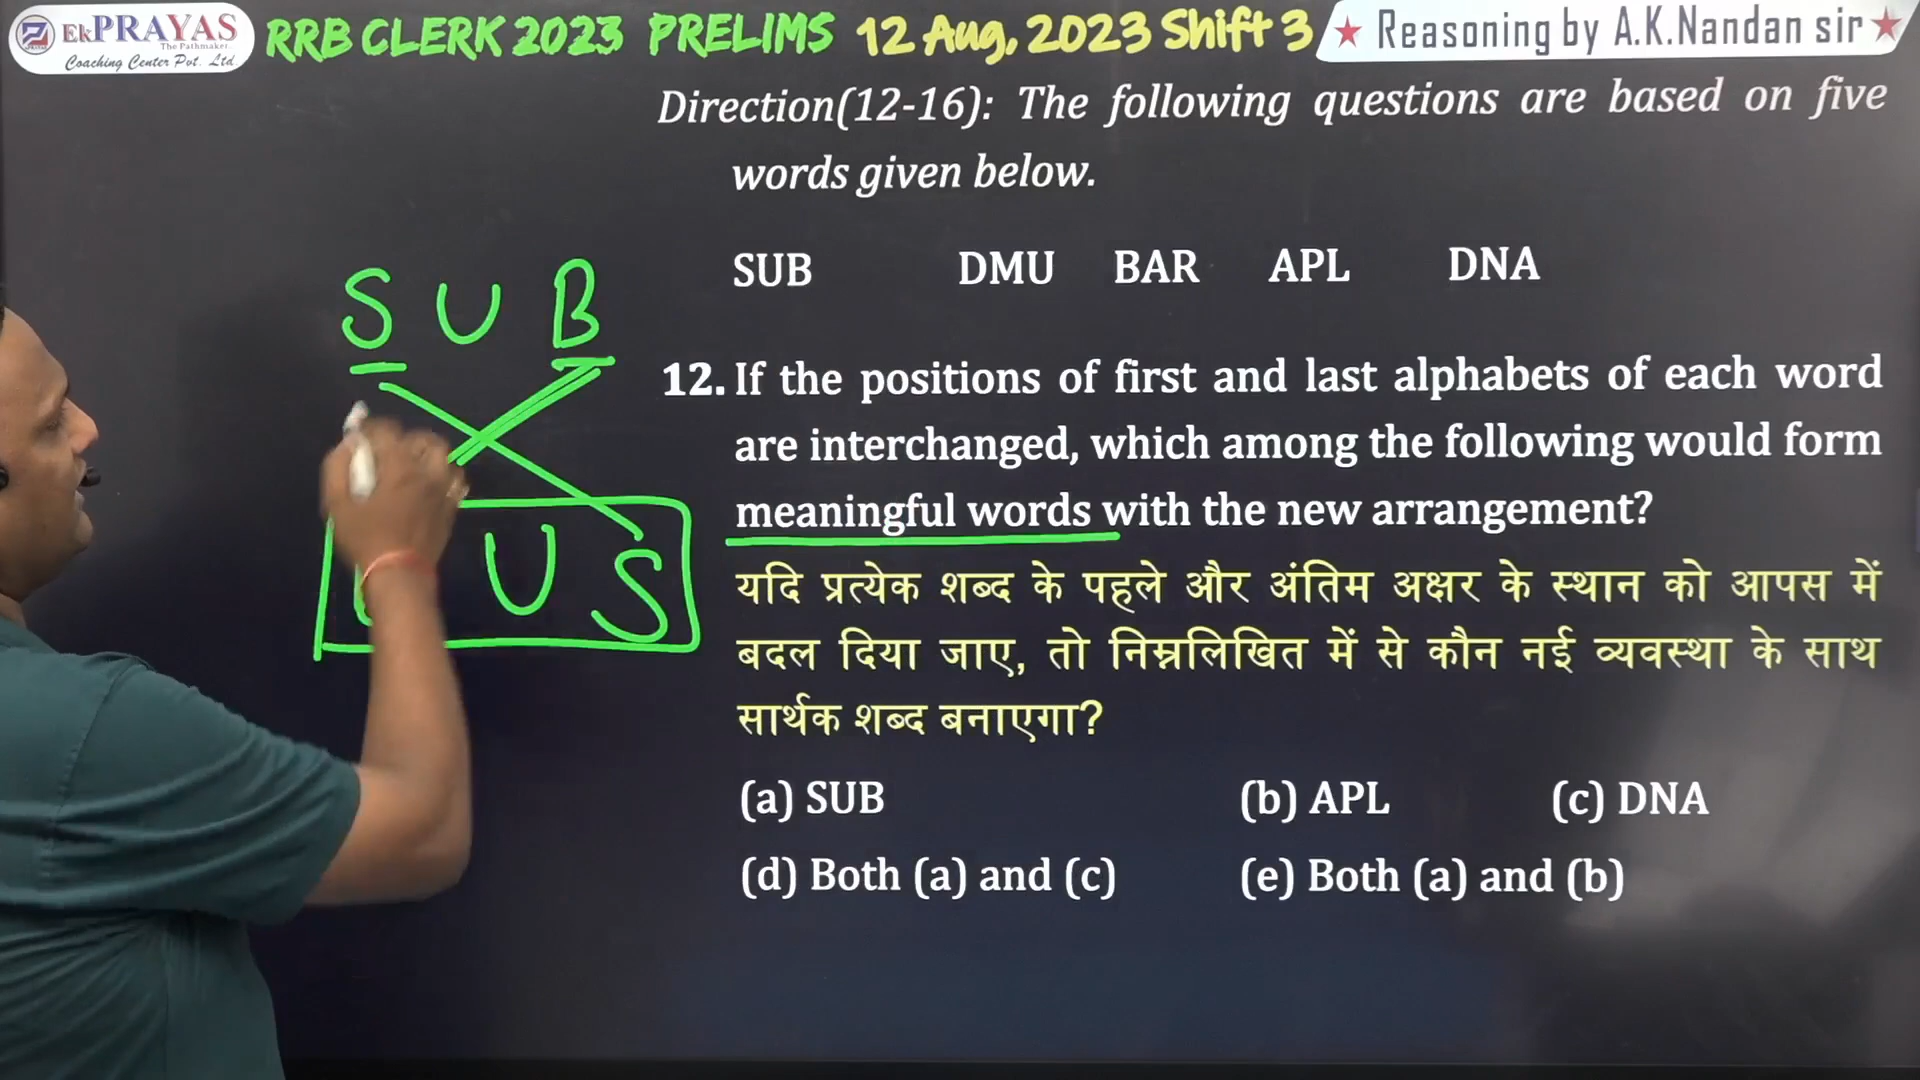 EkPRAYAS
The Pathmaker...
Coaching Center Pvt. Ltd.
RRB CLERK 2023 PRELIMS 12 Aug, 2023 Shift 3
★ Reasoning by A.K.Nandan sir ★
Direction(12-16): The following questions are based on five
words given below.
SUB DMU BAR APL DNA
S U B
12. If the positions of first and last alphabets of each word
are interchanged, which among the following would form
meaningful words with the new arrangement?
U S
यदि प्रत्येक शब्द के पहले और अंतिम अक्षर के स्थान को आपस में
बदल दिया जाए, तो निम्नलिखित में से कौन नई व्यवस्था के साथ
सार्थक शब्द बनाएगा?
(a) SUB (b) APL (c) DNA
(d) Both (a) and (c) (e) Both (a) and (b)